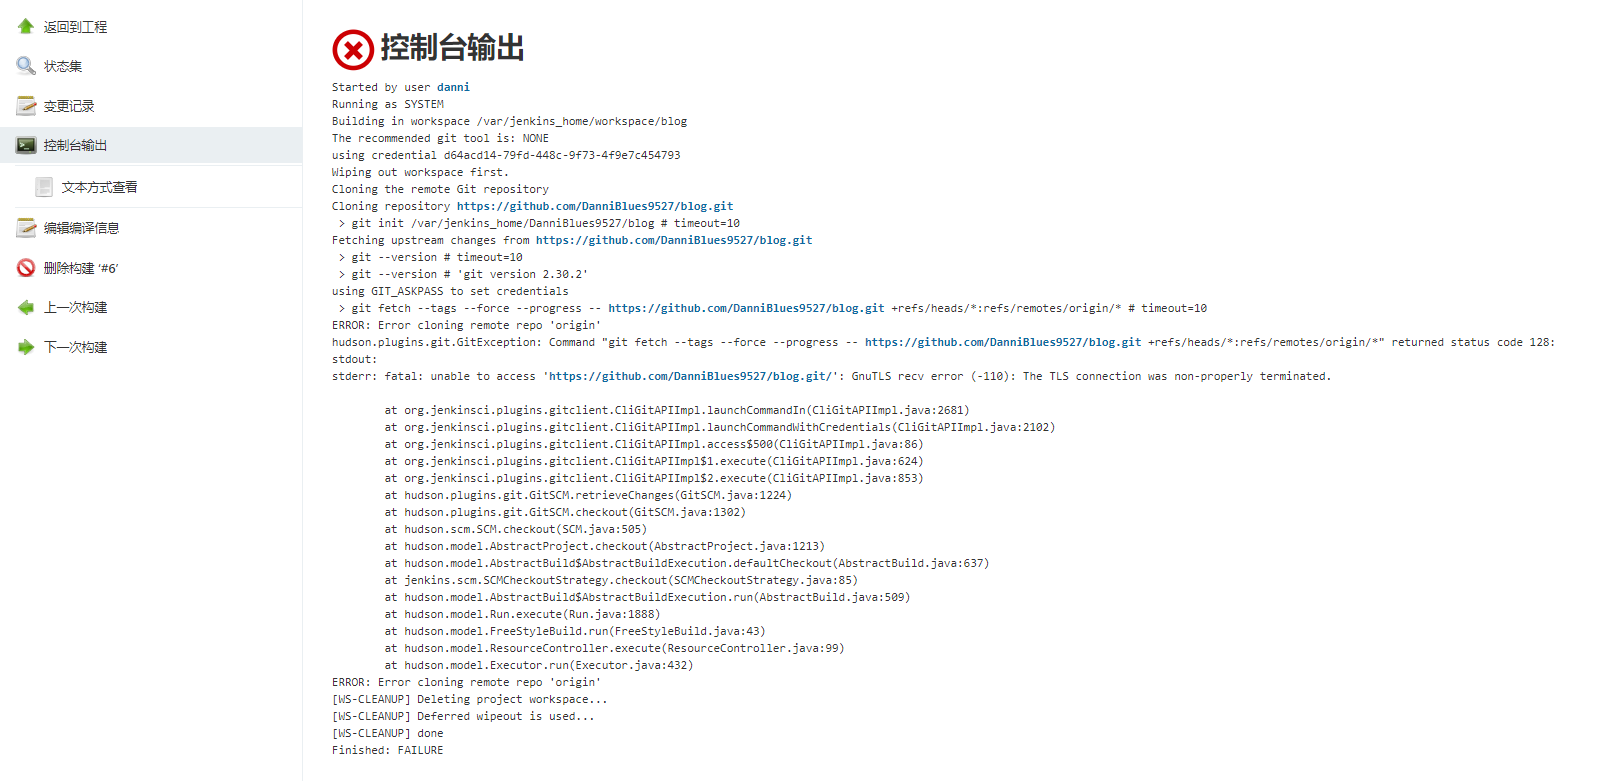 返回到工程
状态集
变更记录
控制台输出
文本方式查看
编辑编译信息
删除构建 ‘#6’
上一次构建
下一次构建
控制台输出
Started by user danni
Running as SYSTEM
Building in workspace /var/jenkins_home/workspace/blog
The recommended git tool is: NONE
using credential d64acd14-79fd-448c-9f73-4f9e7c454793
Wiping out workspace first.
Cloning the remote Git repository
Cloning repository https://github.com/DanniBlues9527/blog.git
 > git init /var/jenkins_home/DanniBlues9527/blog # timeout=10
Fetching upstream changes from https://github.com/DanniBlues9527/blog.git
 > git --version # timeout=10
 > git --version # 'git version 2.30.2'
using GIT_ASKPASS to set credentials
 > git fetch --tags --force --progress -- https://github.com/DanniBlues9527/blog.git +refs/heads/*:refs/remotes/origin/* # timeout=10
ERROR: Error cloning remote repo 'origin'
hudson.plugins.git.GitException: Command "git fetch --tags --force --progress -- https://github.com/DanniBlues9527/blog.git +refs/heads/*:refs/remotes/origin/*" returned status code 128:
stdout:
stderr: fatal: unable to access 'https://github.com/DanniBlues9527/blog.git/': GnuTLS recv error (-110): The TLS connection was non-properly terminated.
at org.jenkinsci.plugins.gitclient.CliGitAPIImpl.launchCommandIn(CliGitAPIImpl.java:2681)
at org.jenkinsci.plugins.gitclient.CliGitAPIImpl.launchCommandWithCredentials(CliGitAPIImpl.java:2102)
at org.jenkinsci.plugins.gitclient.CliGitAPIImpl.access$500(CliGitAPIImpl.java:86)
at org.jenkinsci.plugins.gitclient.CliGitAPIImpl$1.execute(CliGitAPIImpl.java:624)
at org.jenkinsci.plugins.gitclient.CliGitAPIImpl$2.execute(CliGitAPIImpl.java:853)
at hudson.plugins.git.GitSCM.retrieveChanges(GitSCM.java:1224)
at hudson.plugins.git.GitSCM.checkout(GitSCM.java:1302)
at hudson.scm.SCM.checkout(SCM.java:505)
at hudson.model.AbstractProject.checkout(AbstractProject.java:1213)
at hudson.model.AbstractBuild$AbstractBuildExecution.defaultCheckout(AbstractBuild.java:637)
at jenkins.scm.SCMCheckoutStrategy.checkout(SCMCheckoutStrategy.java:85)
at hudson.model.AbstractBuild$AbstractBuildExecution.run(AbstractBuild.java:509)
at hudson.model.Run.execute(Run.java:1888)
at hudson.model.FreeStyleBuild.run(FreeStyleBuild.java:43)
at hudson.model.ResourceController.execute(ResourceController.java:99)
at hudson.model.Executor.run(Executor.java:432)
ERROR: Error cloning remote repo 'origin'
[WS-CLEANUP] Deleting project workspace...
[WS-CLEANUP] Deferred wipeout is used...
[WS-CLEANUP] done
Finished: FAILURE